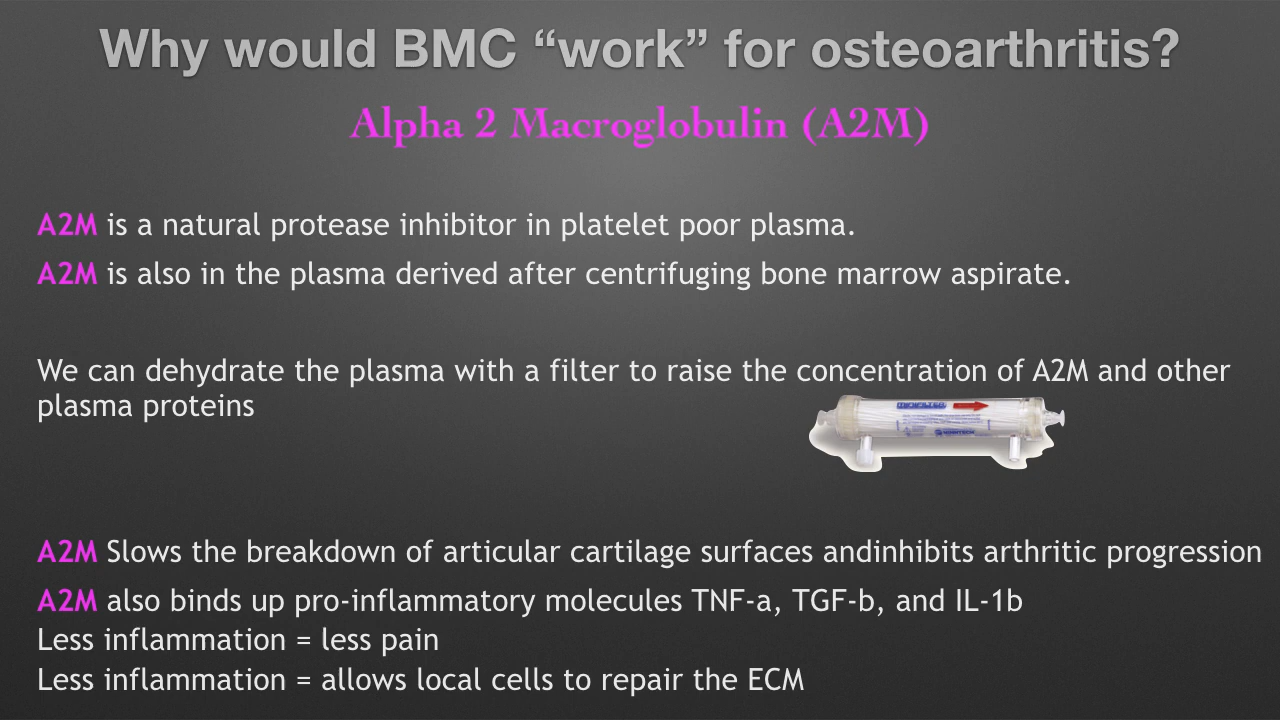 Why would BMC “work” for osteoarthritis?
Alpha 2 Macroglobulin (A2M)
A2M is a natural protease inhibitor in platelet poor plasma.
A2M is also in the plasma derived after centrifuging bone marrow aspirate.
We can dehydrate the plasma with a filter to raise the concentration of A2M and other
plasma proteins
A2M Slows the breakdown of articular cartilage surfaces andinhibits arthritic progression
A2M also binds up pro-inflammatory molecules TNF-a, TGF-b, and IL-1b
Less inflammation = less pain
Less inflammation = allows local cells to repair the ECM